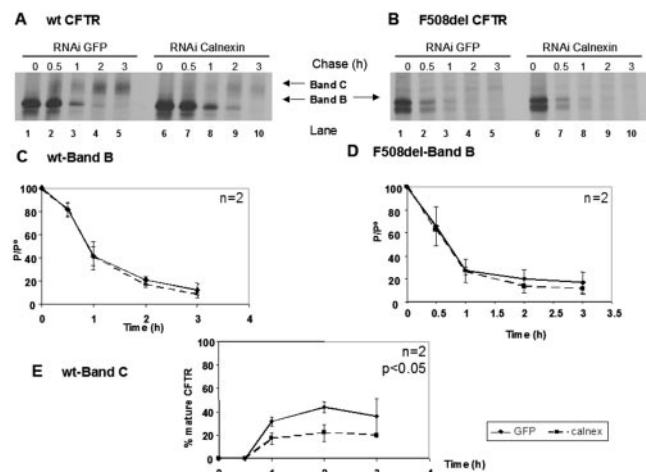 A wt CFTR
B F508del CFTR
RNAi GFP RNAi Calnexin
RNAi GFP RNAi Calnexin
0 0.5 1 2 3 0 0.5 1 2 3
Chase (h)
0 0.5 1 2 3 0 0.5 1 2 3
Band C
Band B
1 2 3 4 5 6 7 8 9 10
Lane
1 2 3 4 5 6 7 8 9 10
C wt-Band B
n=2
P/Pº
100
80
60
40
20
0
0 1 2 3 4
Time (h)
D F508del-Band B
n=2
P/Pº
100
80
60
40
20
0
0 0.5 1 1.5 2 2.5 3 3.5
Time (h)
E wt-Band C
n=2
p<0.05
% mature CFTR
100
80
60
40
20
0
0 1 2 3 4
Time (h)
GFP calnex